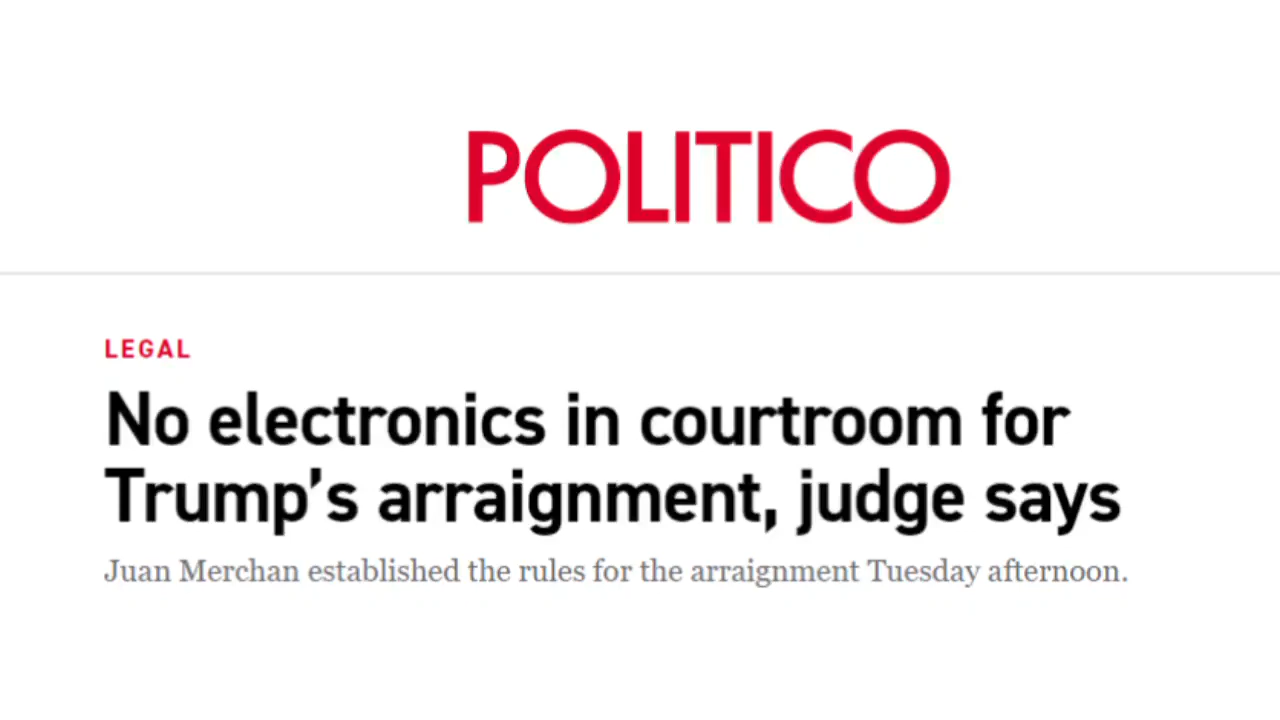 POLITICO
LEGAL
No electronics in courtroom for
Trump’s arraignment, judge says
Juan Merchan established the rules for the arraignment Tuesday afternoon.